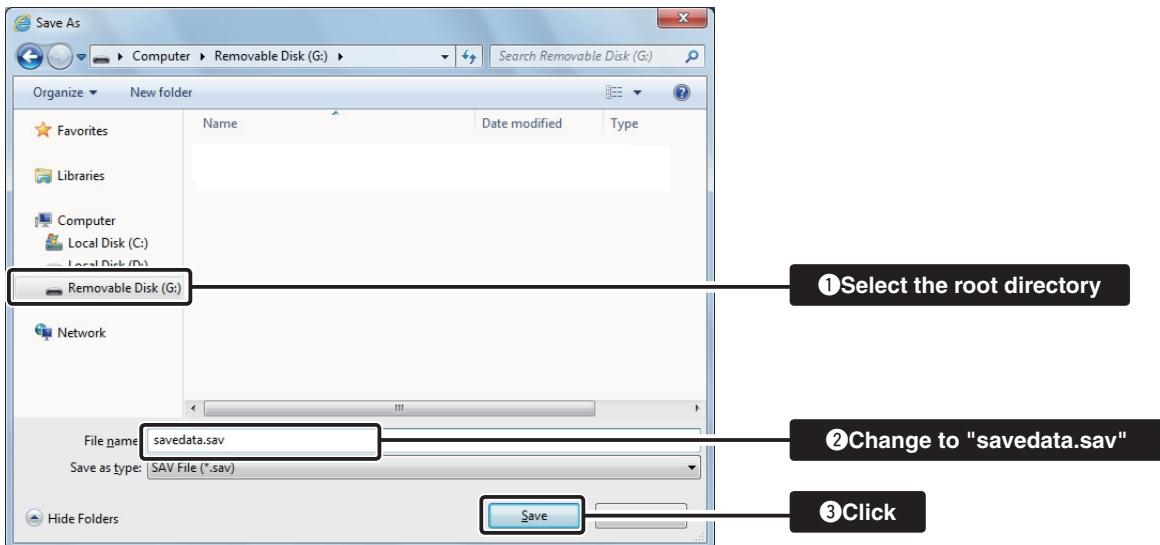 Save As
Computer ▸ Removable Disk (G:) ▸
Search Removable Disk (G:)
Organize
New folder
Name
Date modified
Type
Favorites
Libraries
Computer
Local Disk (C:)
Local Disk (D:)
Removable Disk (G:)
❶Select the root directory
Network
File name: savedata.sav
❷Change to "savedata.sav"
Save as type: SAV File (*.sav)
Hide Folders
Save
❸Click